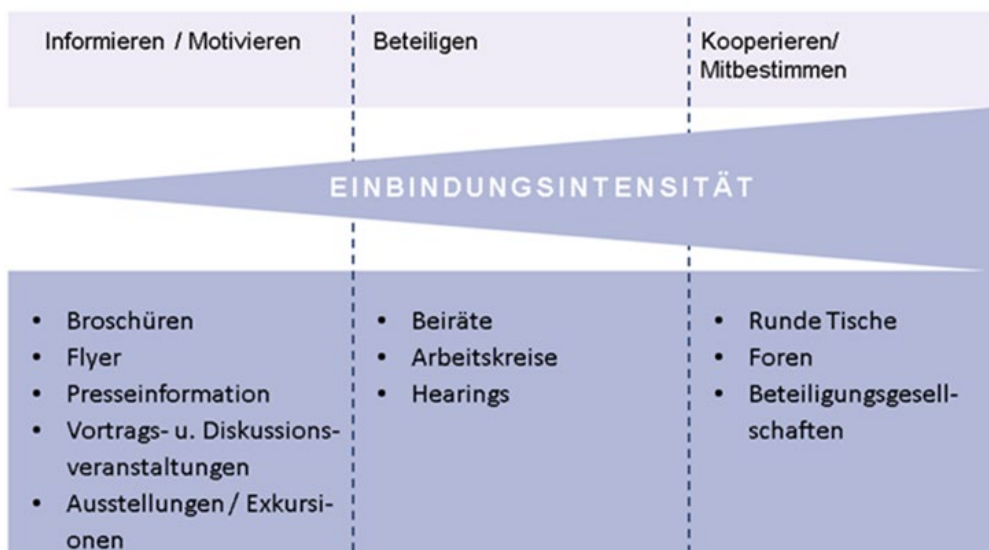 Informieren / Motivieren
Beteiligen
Kooperieren/
Mitbestimmen
EINBINDUNGSINTENSITÄT
• Broschüren
• Flyer
• Presseinformation
• Vortrags- u. Diskussions-
veranstaltungen
• Ausstellungen / Exkursi-
onen
• Beiräte
• Arbeitskreise
• Hearings
• Runde Tische
• Foren
• Beteiligungsgesell-
schaften